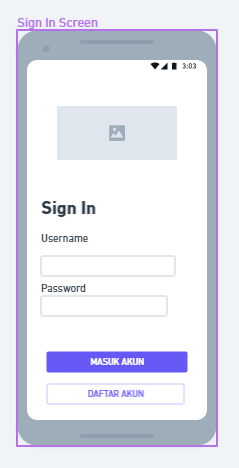 Sign In Screen
3:03
Sign In
Username
Password
MASUK AKUN
DAFTAR AKUN